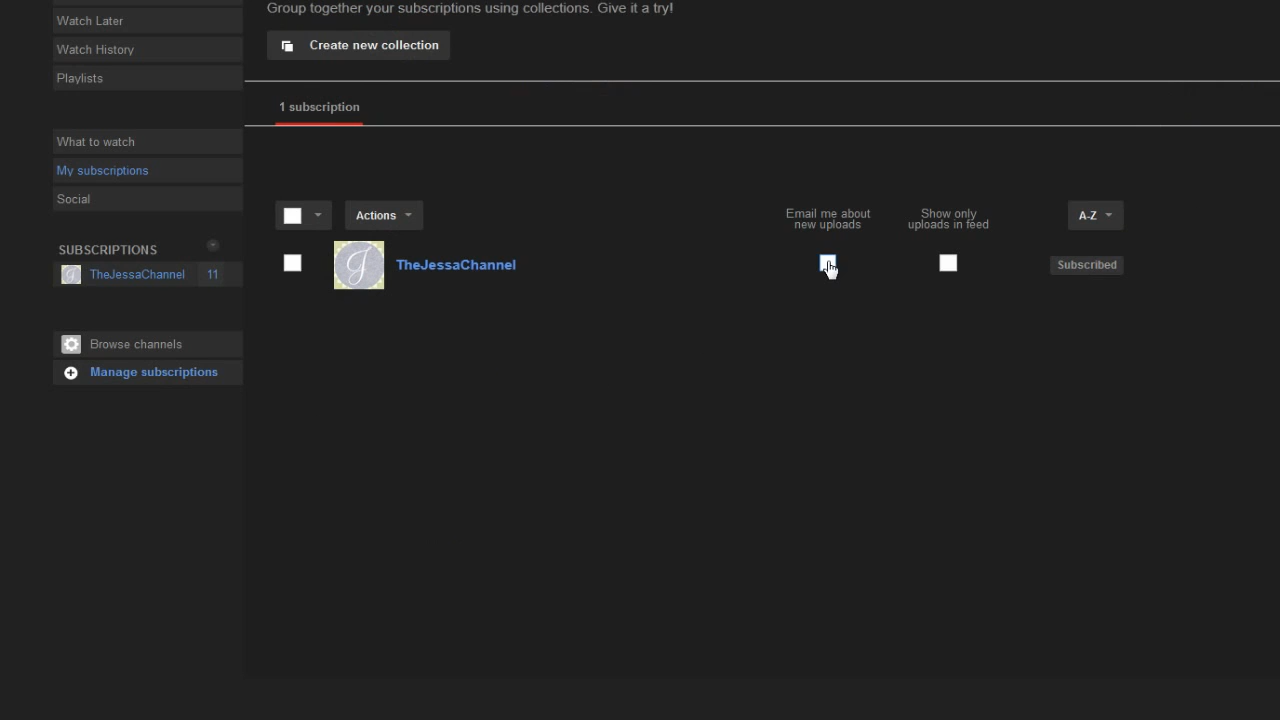 Group together your subscriptions using collections. Give it a try!
Watch Later
Create new collection
Watch History
Playlists
1 subscription
What to watch
My subscriptions
Social
Actions
Email me about
new uploads
Show only
uploads in feed
A-Z
SUBSCRIPTIONS
TheJessaChannel 11
J
TheJessaChannel
Subscribed
Browse channels
Manage subscriptions